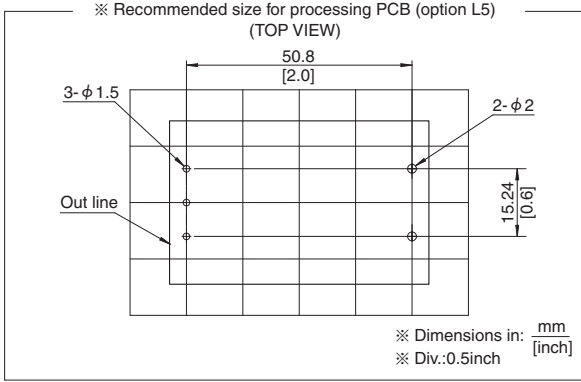 ※ Recommended size for processing PCB (option L5)
(TOP VIEW)
50.8
[2.0]
3-φ1.5
2-φ2
Out line
15.24
[0.6]
※ Dimensions in: mm
[inch]
※ Div.:0.5inch